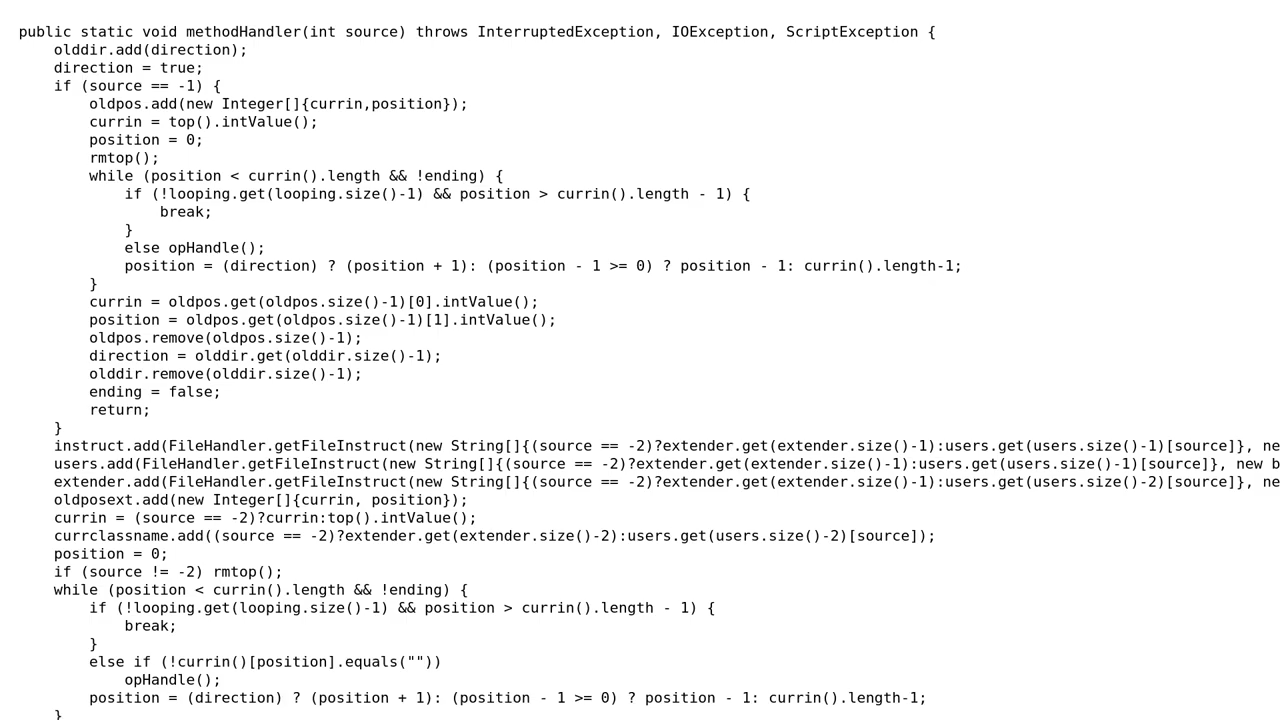 public static void methodHandler(int source) throws InterruptedException, IOException, ScriptException {
    olddir.add(direction);
    direction = true;
    if (source == -1) {
        oldpos.add(new Integer[]{currin,position});
        currin = top().intValue();
        position = 0;
        rmtop();
        while (position < currin().length && !ending) {
            if (!looping.get(looping.size()-1) && position > currin().length - 1) {
                break;
            }
            else opHandle();
            position = (direction) ? (position + 1): (position - 1 >= 0) ? position - 1: currin().length-1;
        }
        currin = oldpos.get(oldpos.size()-1)[0].intValue();
        position = oldpos.get(oldpos.size()-1)[1].intValue();
        oldpos.remove(oldpos.size()-1);
        direction = olddir.get(olddir.size()-1);
        olddir.remove(olddir.size()-1);
        ending = false;
        return;
    }
    instruct.add(FileHandler.getFileInstruct(new String[]{(source == -2)?extender.get(extender.size()-1):users.get(users.size()-1)[source]}, ne
    users.add(FileHandler.getFileInstruct(new String[]{(source == -2)?extender.get(extender.size()-1):users.get(users.size()-1)[source]}, new b
    extender.add(FileHandler.getFileInstruct(new String[]{(source == -2)?extender.get(extender.size()-1):users.get(users.size()-2)[source]}, ne
    oldposext.add(new Integer[]{currin, position});
    currin = (source == -2)?currin:top().intValue();
    currclassname.add((source == -2)?extender.get(extender.size()-2):users.get(users.size()-2)[source]);
    position = 0;
    if (source != -2) rmtop();
    while (position < currin().length && !ending) {
        if (!looping.get(looping.size()-1) && position > currin().length - 1) {
            break;
        }
        else if (!currin()[position].equals(""))
            opHandle();
        position = (direction) ? (position + 1): (position - 1 >= 0) ? position - 1: currin().length-1;
    }